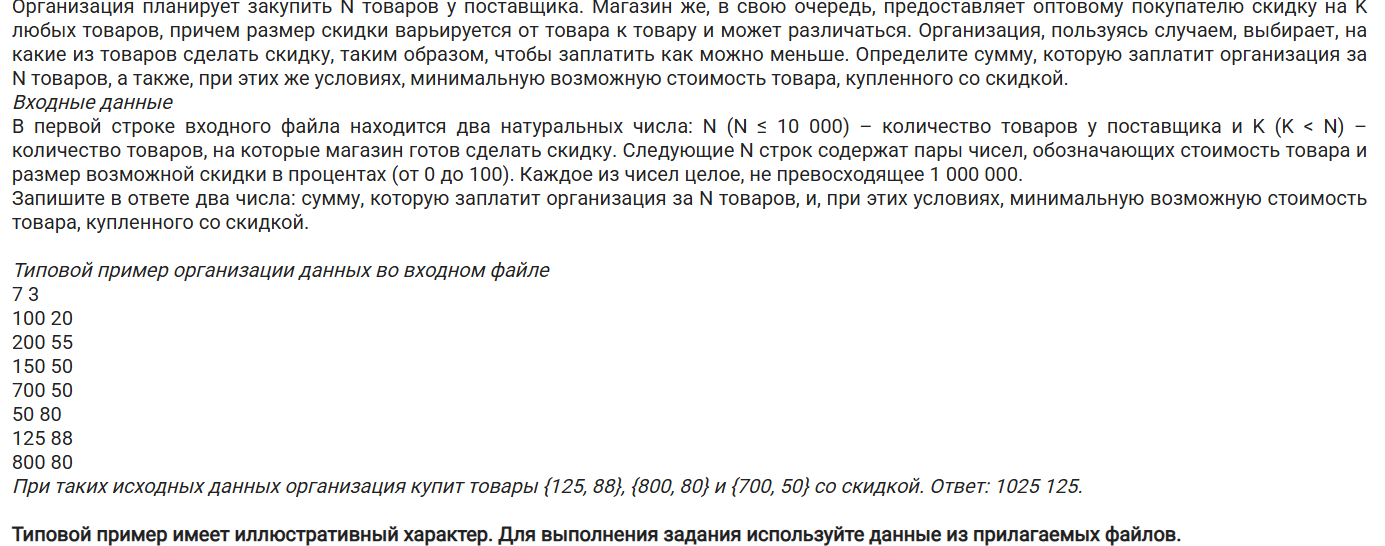 Организация планирует закупить N товаров у поставщика. Магазин же, в свою очередь, предоставляет оптовому покупателю скидку на K
любых товаров, причем размер скидки варьируется от товара к товару и может различаться. Организация, пользуясь случаем, выбирает, на
какие из товаров сделать скидку, таким образом, чтобы заплатить как можно меньше. Определите сумму, которую заплатит организация за
N товаров, а также, при этих же условиях, минимальную возможную стоимость товара, купленного со скидкой.
Входные данные
В первой строке входного файла находится два натуральных числа: N (N ≤ 10 000) – количество товаров у поставщика и K (K < N) –
количество товаров, на которые магазин готов сделать скидку. Следующие N строк содержат пары чисел, обозначающих стоимость товара и
размер возможной скидки в процентах (от 0 до 100). Каждое из чисел целое, не превосходящее 1 000 000.
Запишите в ответе два числа: сумму, которую заплатит организация за N товаров, и, при этих условиях, минимальную возможную стоимость
товара, купленного со скидкой.
Типовой пример организации данных во входном файле
7 3
100 20
200 55
150 50
700 50
50 80
125 88
800 80
При таких исходных данных организация купит товары {125, 88}, {800, 80} и {700, 50} со скидкой. Ответ: 1025 125.
Типовой пример имеет иллюстративный характер. Для выполнения задания используйте данные из прилагаемых файлов.